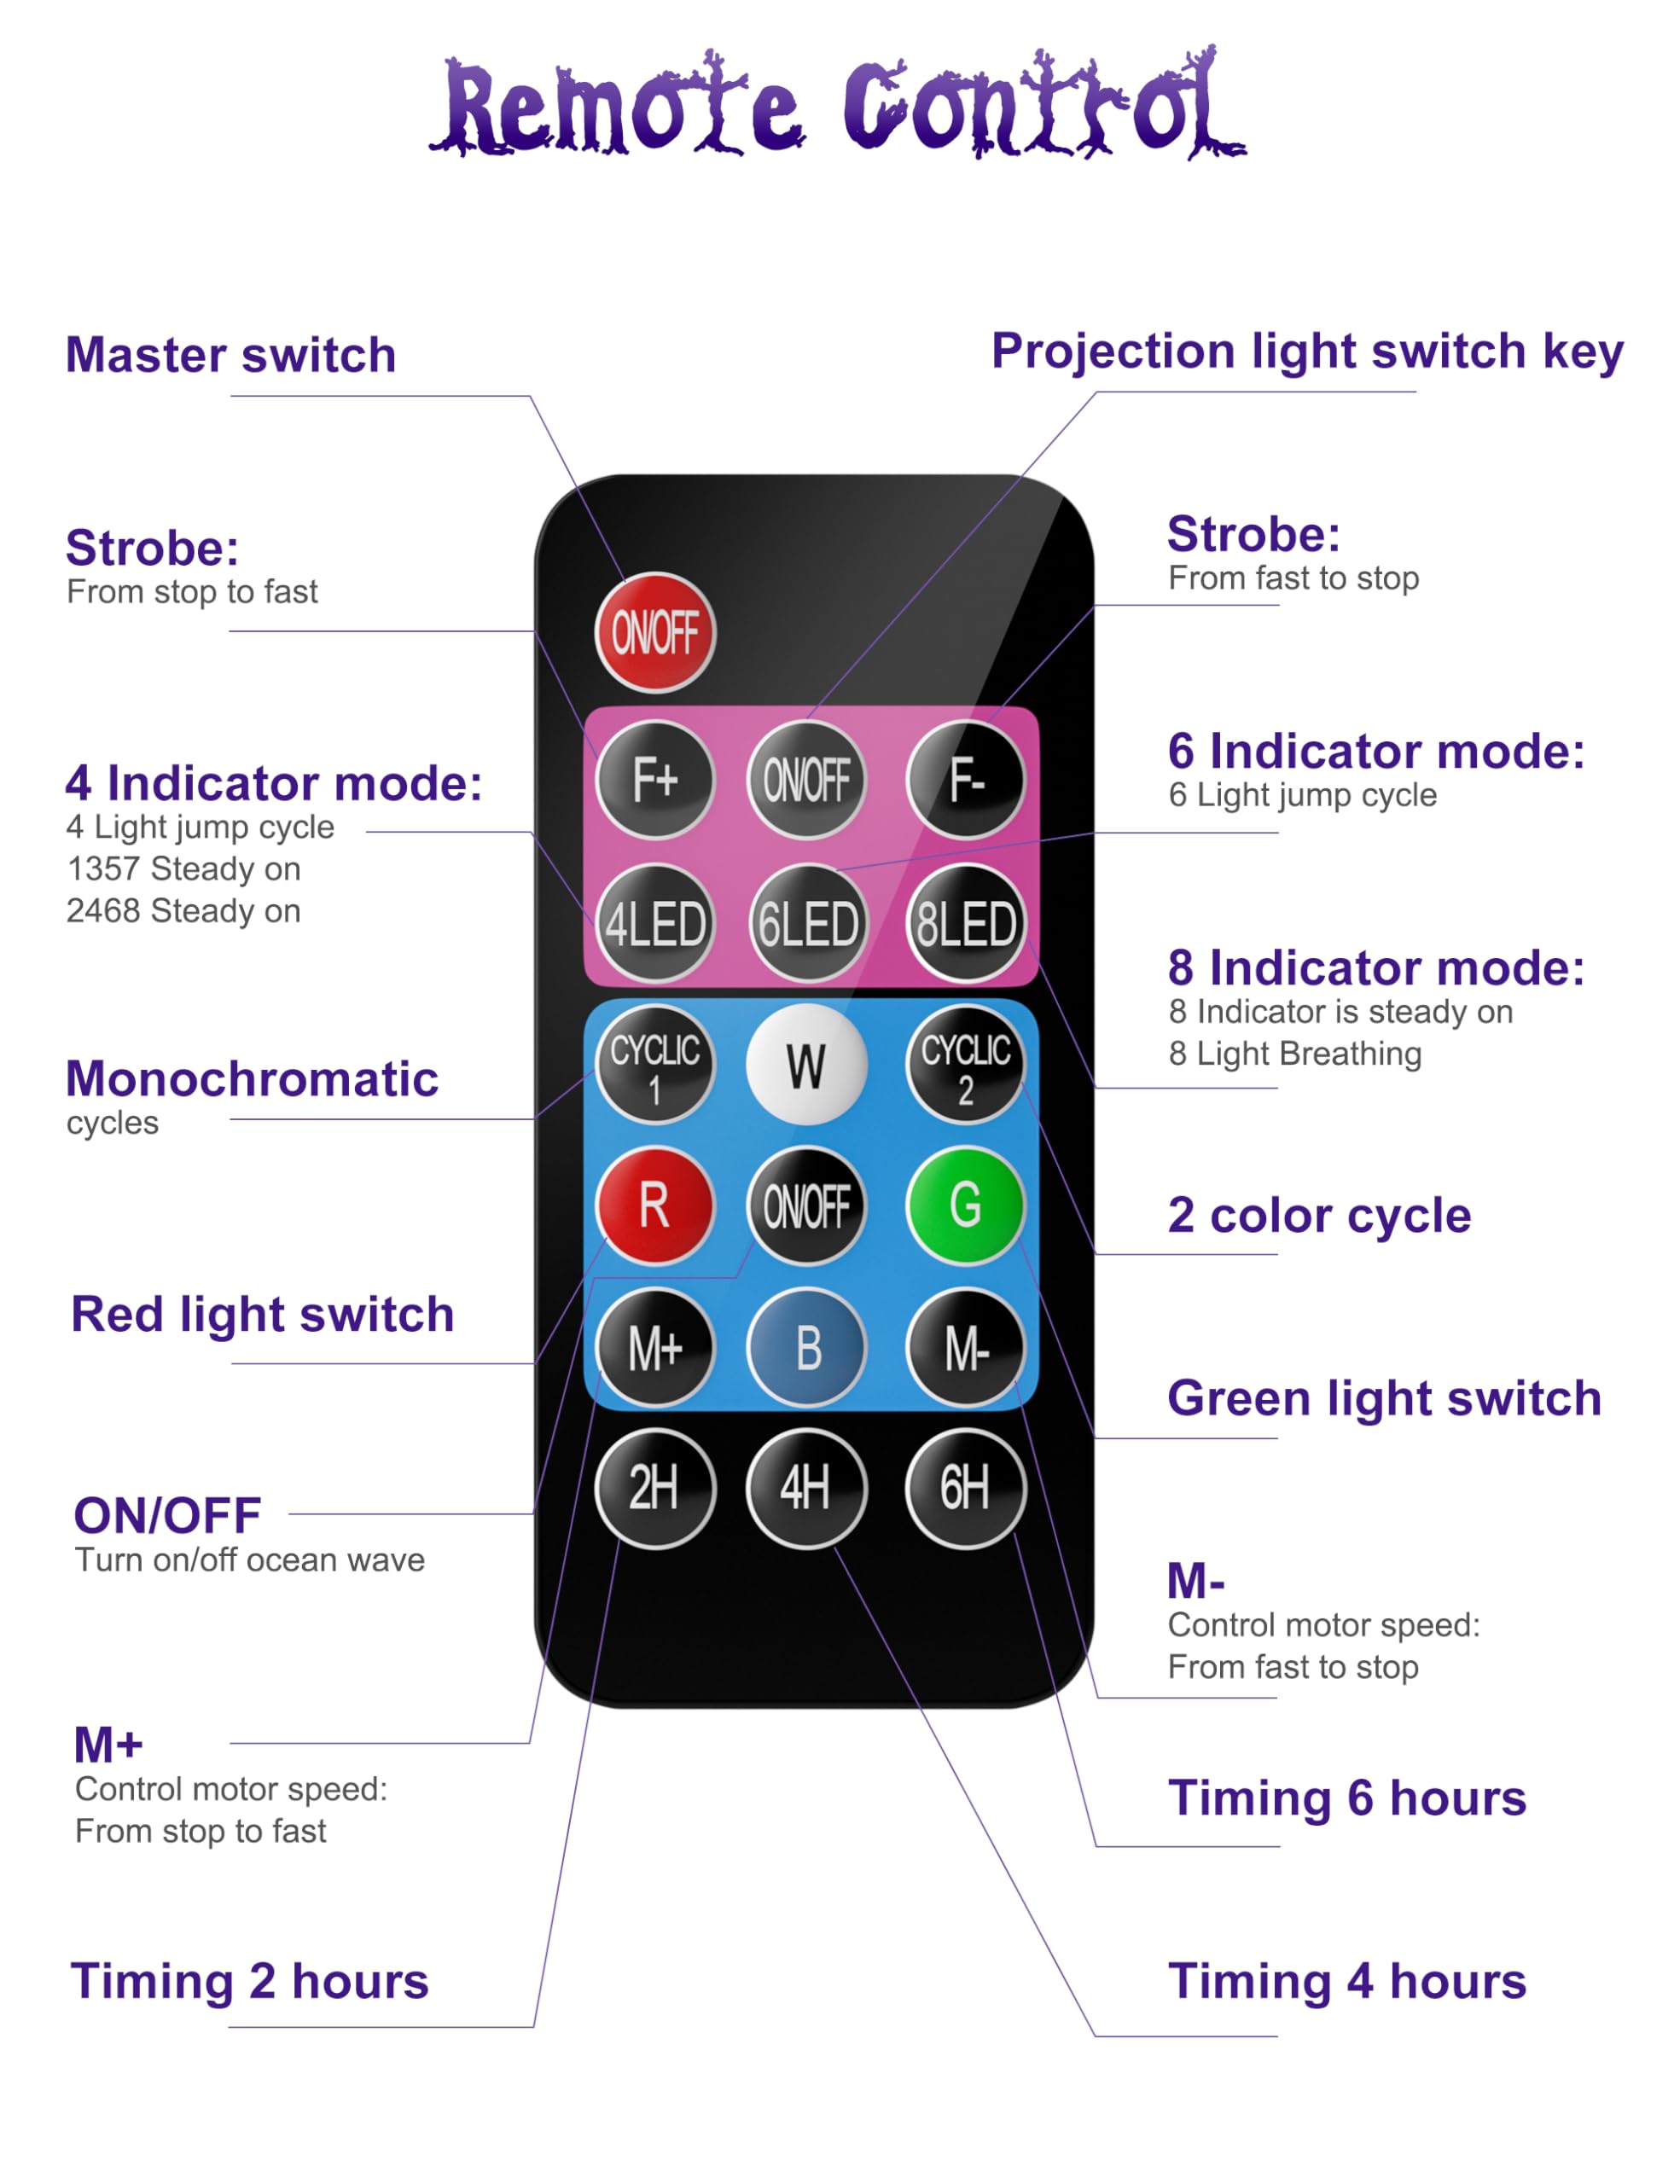 Remote Control
Master switch
Projection light switch key
Strobe:
From stop to fast
Strobe:
From fast to stop
4 Indicator mode:
4 Light jump cycle
1357 Steady on
2468 Steady on
6 Indicator mode:
6 Light jump cycle
8 Indicator mode:
8 Indicator is steady on
8 Light Breathing
Monochromatic
cycles
2 color cycle
Red light switch
Green light switch
ON/OFF
Turn on/off ocean wave
M-
Control motor speed:
From fast to stop
M+
Control motor speed:
From stop to fast
Timing 6 hours
Timing 2 hours
Timing 4 hours
ON/OFF
F+ ON/OFF F-
4LED 6LED 8LED
CYCLIC 1 W CYCLIC 2
R ON/OFF G
M+ B M-
2H 4H 6H